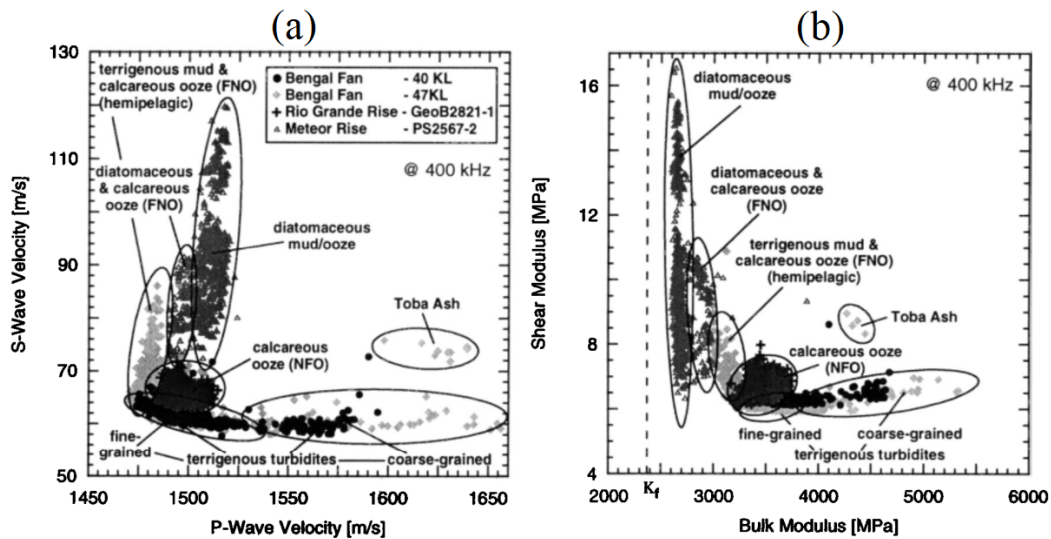 (a)
130
110
90
70
50
S-Wave Velocity [m/s]
terrigenous mud &
calcareous ooze (FNO)
(hemipelagic)
● Bengal Fan - 40 KL
◆ Bengal Fan - 47KL
+ Rio Grande Rise - GeoB2821-1
▵ Meteor Rise - PS2567-2
@ 400 kHz
diatomaceous
& calcareous
ooze (FNO)
diatomaceous
mud/ooze
Toba Ash
calcareous
ooze (NFO)
fine-
grained
terrigenous turbidites
coarse-grained
1450
1500
1550
1600
1650
P-Wave Velocity [m/s]
(b)
16
12
8
4
Shear Modulus [MPa]
@ 400 kHz
diatomaceous
mud/ooze
diatomaceous &
calcareous ooze
(FNO)
terrigenous mud &
calcareous ooze (FNO)
(hemipelagic)
Toba Ash
calcareous ooze
(NFO)
fine-grained
coarse-grained
terrigenous turbidites
2000
Kf
3000
4000
5000
6000
Bulk Modulus [MPa]